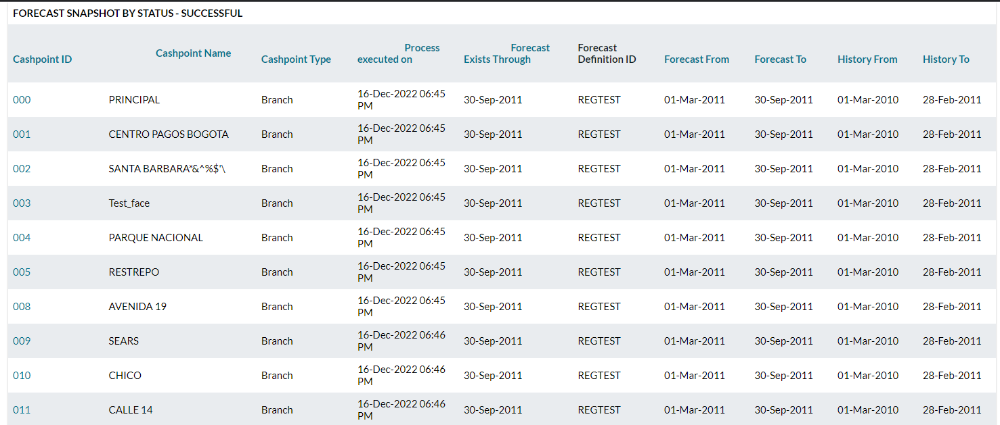 FORECAST SNAPSHOT BY STATUS - SUCCESSFUL
Cashpoint ID Cashpoint Name Cashpoint Type Process executed on Forecast Exists Through Forecast Definition ID Forecast From Forecast To History From History To
000 PRINCIPAL Branch 16-Dec-2022 06:45 PM 30-Sep-2011 REGTEST 01-Mar-2011 30-Sep-2011 01-Mar-2010 28-Feb-2011
001 CENTRO PAGOS BOGOTA Branch 16-Dec-2022 06:45 PM 30-Sep-2011 REGTEST 01-Mar-2011 30-Sep-2011 01-Mar-2010 28-Feb-2011
002 SANTA BARBARA*&^%$'\ Branch 16-Dec-2022 06:45 PM 30-Sep-2011 REGTEST 01-Mar-2011 30-Sep-2011 01-Mar-2010 28-Feb-2011
003 Test_face Branch 16-Dec-2022 06:45 PM 30-Sep-2011 REGTEST 01-Mar-2011 30-Sep-2011 01-Mar-2010 28-Feb-2011
004 PARQUE NACIONAL Branch 16-Dec-2022 06:45 PM 30-Sep-2011 REGTEST 01-Mar-2011 30-Sep-2011 01-Mar-2010 28-Feb-2011
005 RESTREPO Branch 16-Dec-2022 06:45 PM 30-Sep-2011 REGTEST 01-Mar-2011 30-Sep-2011 01-Mar-2010 28-Feb-2011
008 AVENIDA 19 Branch 16-Dec-2022 06:45 PM 30-Sep-2011 REGTEST 01-Mar-2011 30-Sep-2011 01-Mar-2010 28-Feb-2011
009 SEARS Branch 16-Dec-2022 06:46 PM 30-Sep-2011 REGTEST 01-Mar-2011 30-Sep-2011 01-Mar-2010 28-Feb-2011
010 CHICO Branch 16-Dec-2022 06:46 PM 30-Sep-2011 REGTEST 01-Mar-2011 30-Sep-2011 01-Mar-2010 28-Feb-2011
011 CALLE 14 Branch 16-Dec-2022 06:46 PM 30-Sep-2011 REGTEST 01-Mar-2011 30-Sep-2011 01-Mar-2010 28-Feb-2011